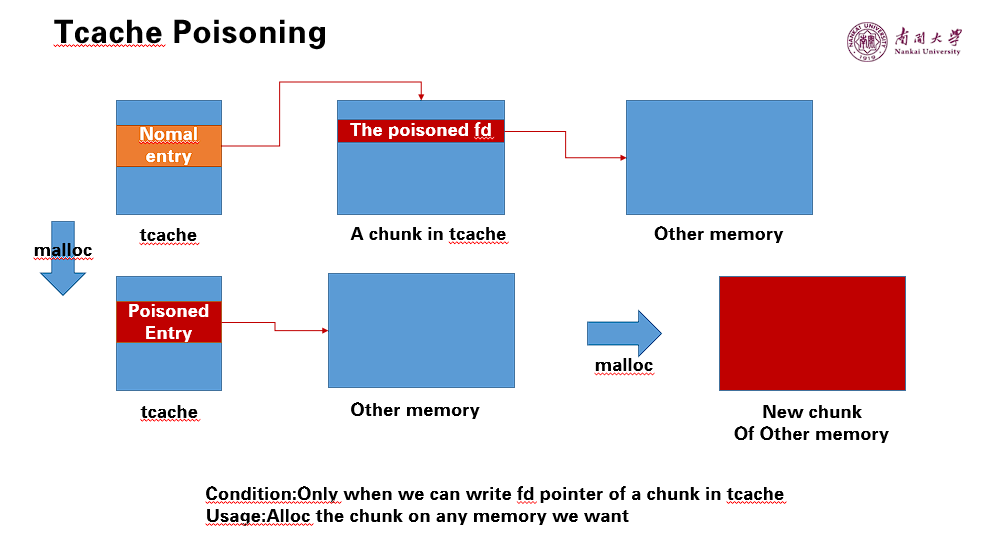 Tcache Poisoning
NANKAI UNIVERSITY
1919
南開大學
Nankai University
Nomal
entry
The poisoned fd
tcache
A chunk in tcache
Other memory
malloc
Poisoned
Entry
malloc
tcache
Other memory
New chunk
Of Other memory
Condition:Only when we can write fd pointer of a chunk in tcache
Usage:Alloc the chunk on any memory we want